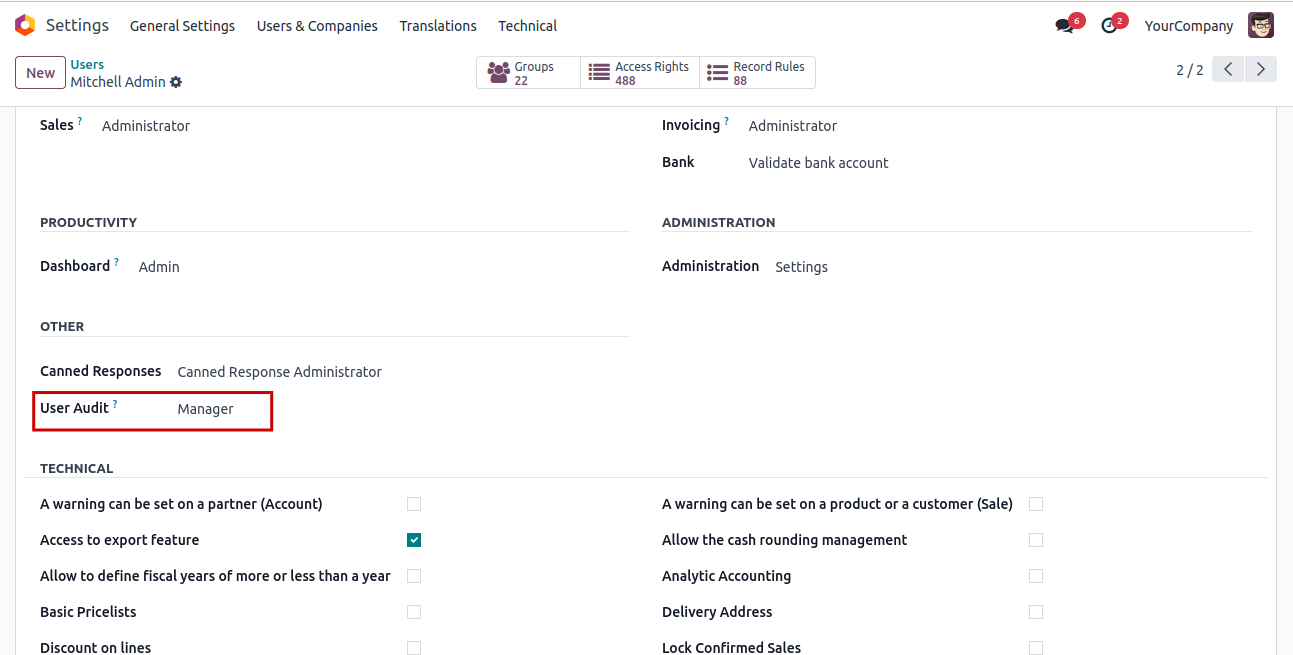 Settings General Settings Users & Companies Translations Technical 6 2 YourCompany
New Users Mitchell Admin Groups 22 Access Rights 488 Record Rules 88 2 / 2
Sales ? Administrator Invoicing ? Administrator
Bank Validate bank account
PRODUCTIVITY ADMINISTRATION
Dashboard ? Admin Administration Settings
OTHER
Canned Responses Canned Response Administrator
User Audit ? Manager
TECHNICAL
A warning can be set on a partner (Account) A warning can be set on a product or a customer (Sale)
Access to export feature Allow the cash rounding management
Allow to define fiscal years of more or less than a year Analytic Accounting
Basic Pricelists Delivery Address
Discount on lines Lock Confirmed Sales